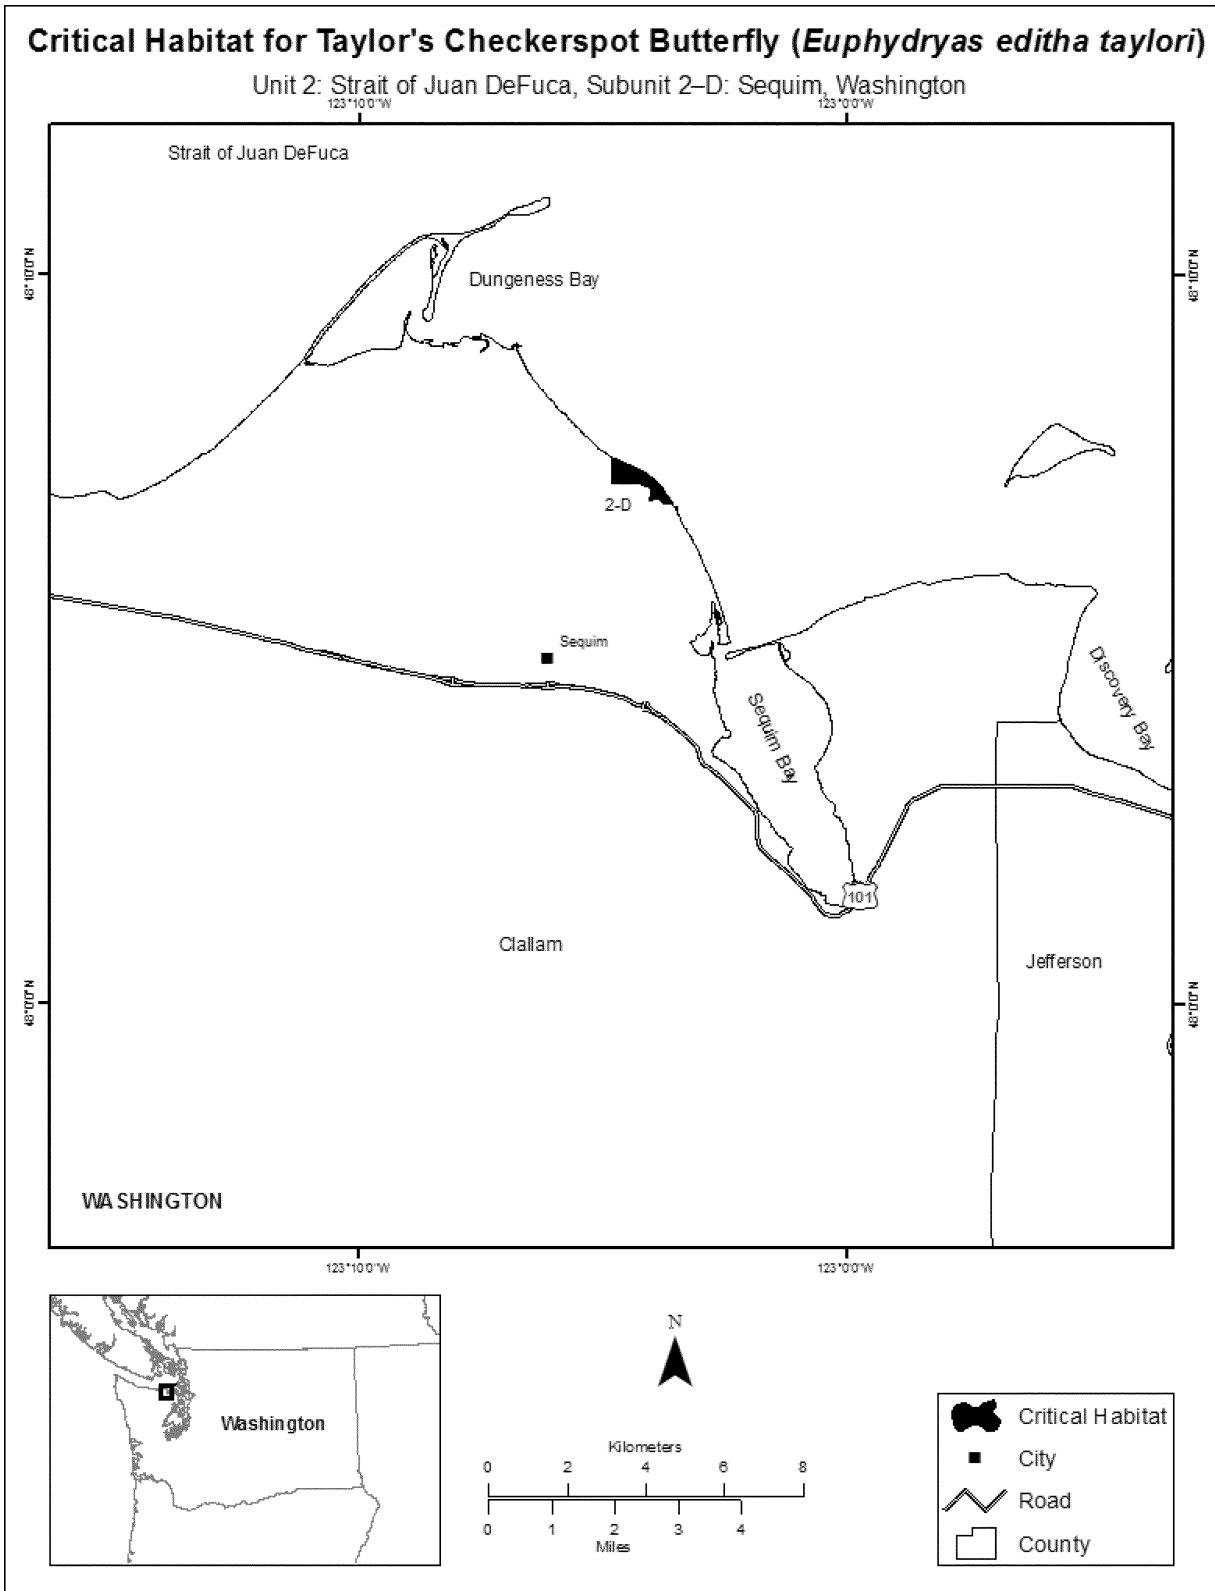 Critical Habitat for Taylor's Checkerspot Butterfly (Euphydryas editha taylori)
Unit 2: Strait of Juan DeFuca, Subunit 2–D: Sequim, Washington
123°10'0"W
123°0'0"W
Strait of Juan DeFuca
48°10'0"N
48°10'0"N
Dungeness Bay
2-D
Sequim
Discovery Bay
Sequim Bay
101
Clallam
Jefferson
48°0'0"N
48°0'0"N
WASHINGTON
123°10'0"W
123°0'0"W
Washington
N
Kilometers
0 2 4 6 8
0 1 2 3 4
Miles
Critical Habitat
City
Road
County